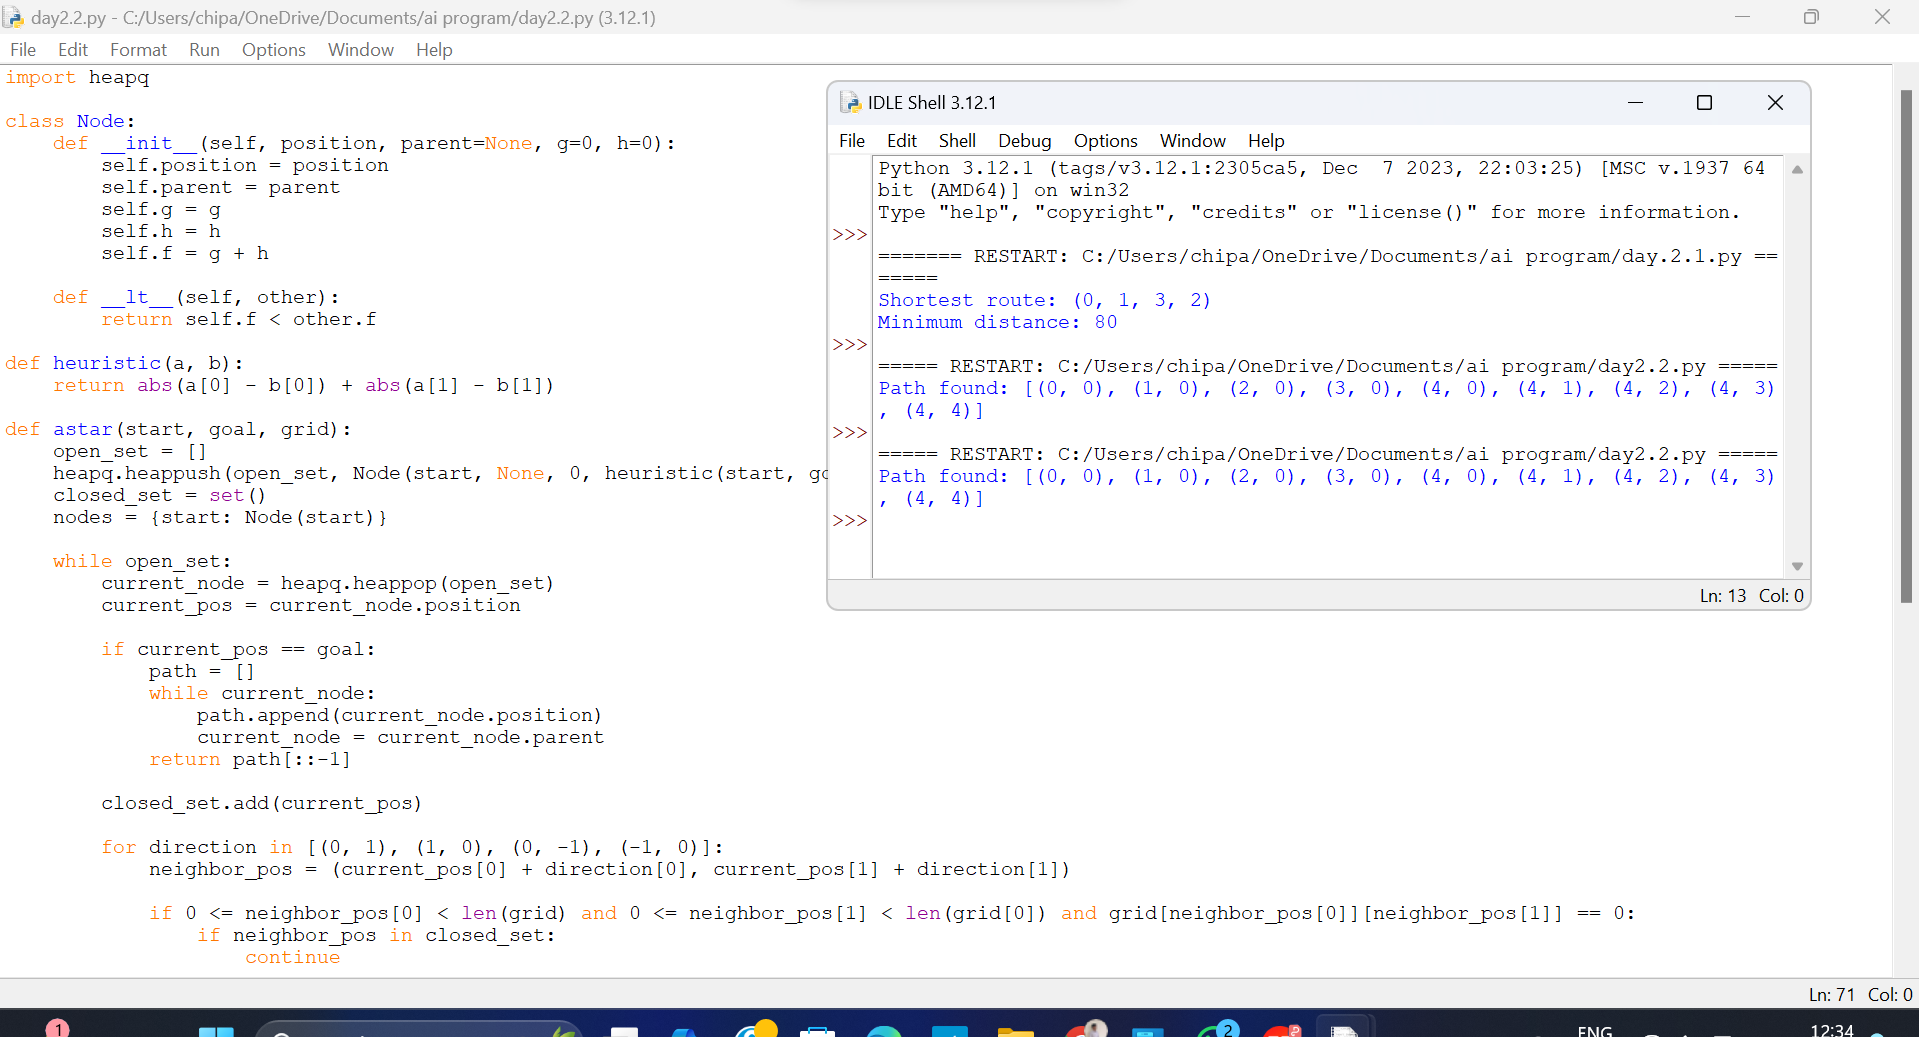 day2.2.py - C:/Users/chipa/OneDrive/Documents/ai program/day2.2.py (3.12.1)
File Edit Format Run Options Window Help
import heapq
class Node:
def __init__(self, position, parent=None, g=0, h=0):
self.position = position
self.parent = parent
self.g = g
self.h = h
self.f = g + h
def __lt__(self, other):
return self.f < other.f
def heuristic(a, b):
return abs(a[0] - b[0]) + abs(a[1] - b[1])
def astar(start, goal, grid):
open_set = []
heapq.heappush(open_set, Node(start, None, 0, heuristic(start, go
closed_set = set()
nodes = {start: Node(start)}
while open_set:
current_node = heapq.heappop(open_set)
current_pos = current_node.position
if current_pos == goal:
path = []
while current_node:
path.append(current_node.position)
current_node = current_node.parent
return path[::-1]
closed_set.add(current_pos)
for direction in [(0, 1), (1, 0), (0, -1), (-1, 0)]:
neighbor_pos = (current_pos[0] + direction[0], current_pos[1] + direction[1])
if 0 <= neighbor_pos[0] < len(grid) and 0 <= neighbor_pos[1] < len(grid[0]) and grid[neighbor_pos[0]][neighbor_pos[1]] == 0:
if neighbor_pos in closed_set:
continue
Ln: 71 Col: 0
IDLE Shell 3.12.1
File Edit Shell Debug Options Window Help
Python 3.12.1 (tags/v3.12.1:2305ca5, Dec  7 2023, 22:03:25) [MSC v.1937 64
bit (AMD64)] on win32
Type "help", "copyright", "credits" or "license()" for more information.
>>>
======= RESTART: C:/Users/chipa/OneDrive/Documents/ai program/day.2.1.py ==
=====
Shortest route: (0, 1, 3, 2)
Minimum distance: 80
>>>
===== RESTART: C:/Users/chipa/OneDrive/Documents/ai program/day2.2.py =====
Path found: [(0, 0), (1, 0), (2, 0), (3, 0), (4, 0), (4, 1), (4, 2), (4, 3)
, (4, 4)]
>>>
===== RESTART: C:/Users/chipa/OneDrive/Documents/ai program/day2.2.py =====
Path found: [(0, 0), (1, 0), (2, 0), (3, 0), (4, 0), (4, 1), (4, 2), (4, 3)
, (4, 4)]
>>>
Ln: 13 Col: 0
1
2
ENG
12:34